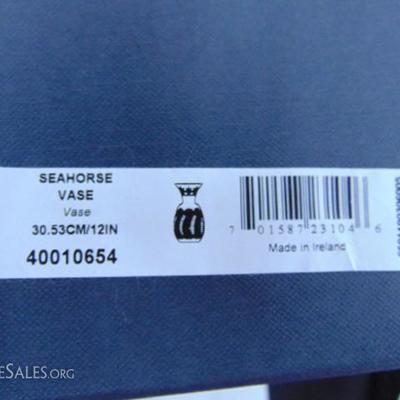 SEAHORSE
VASE
Vase
30.53CM/12IN
40010654
7 01587 23104 6
Made in Ireland
ESALES.ORG